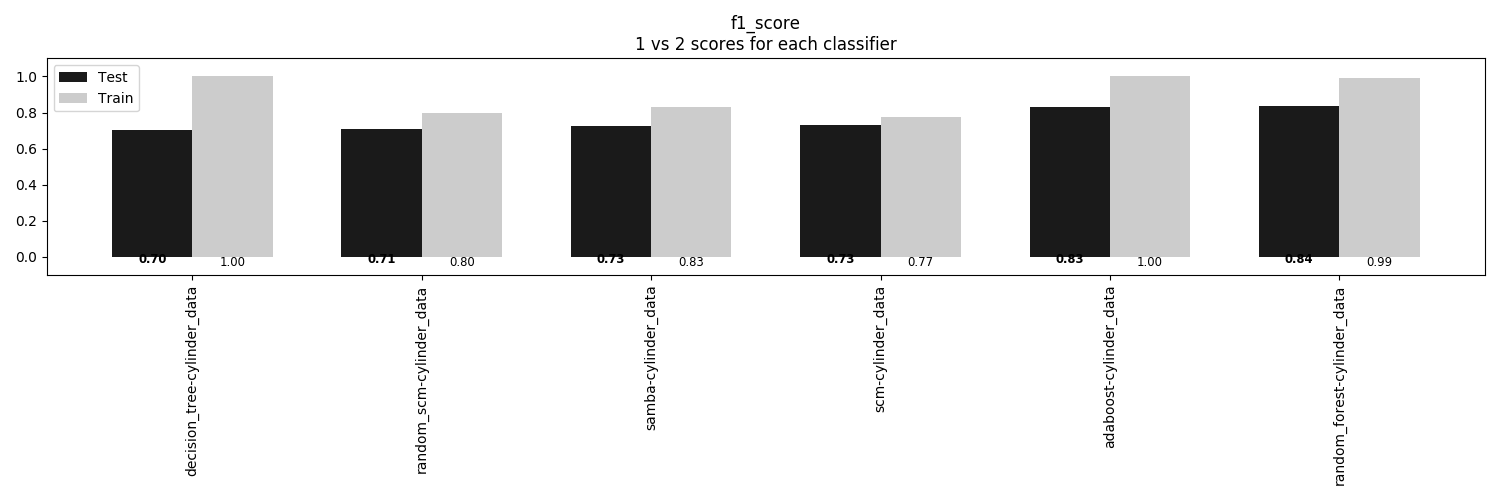 f1_score
1 vs 2 scores for each classifier
Test
Train
1.0
0.8
0.6
0.4
0.2
0.0
0.70 1.00 0.71 0.80 0.73 0.83 0.73 0.77 0.83 1.00 0.84 0.99
decision_tree-cylinder_data
random_scm-cylinder_data
samba-cylinder_data
scm-cylinder_data
adaboost-cylinder_data
random_forest-cylinder_data